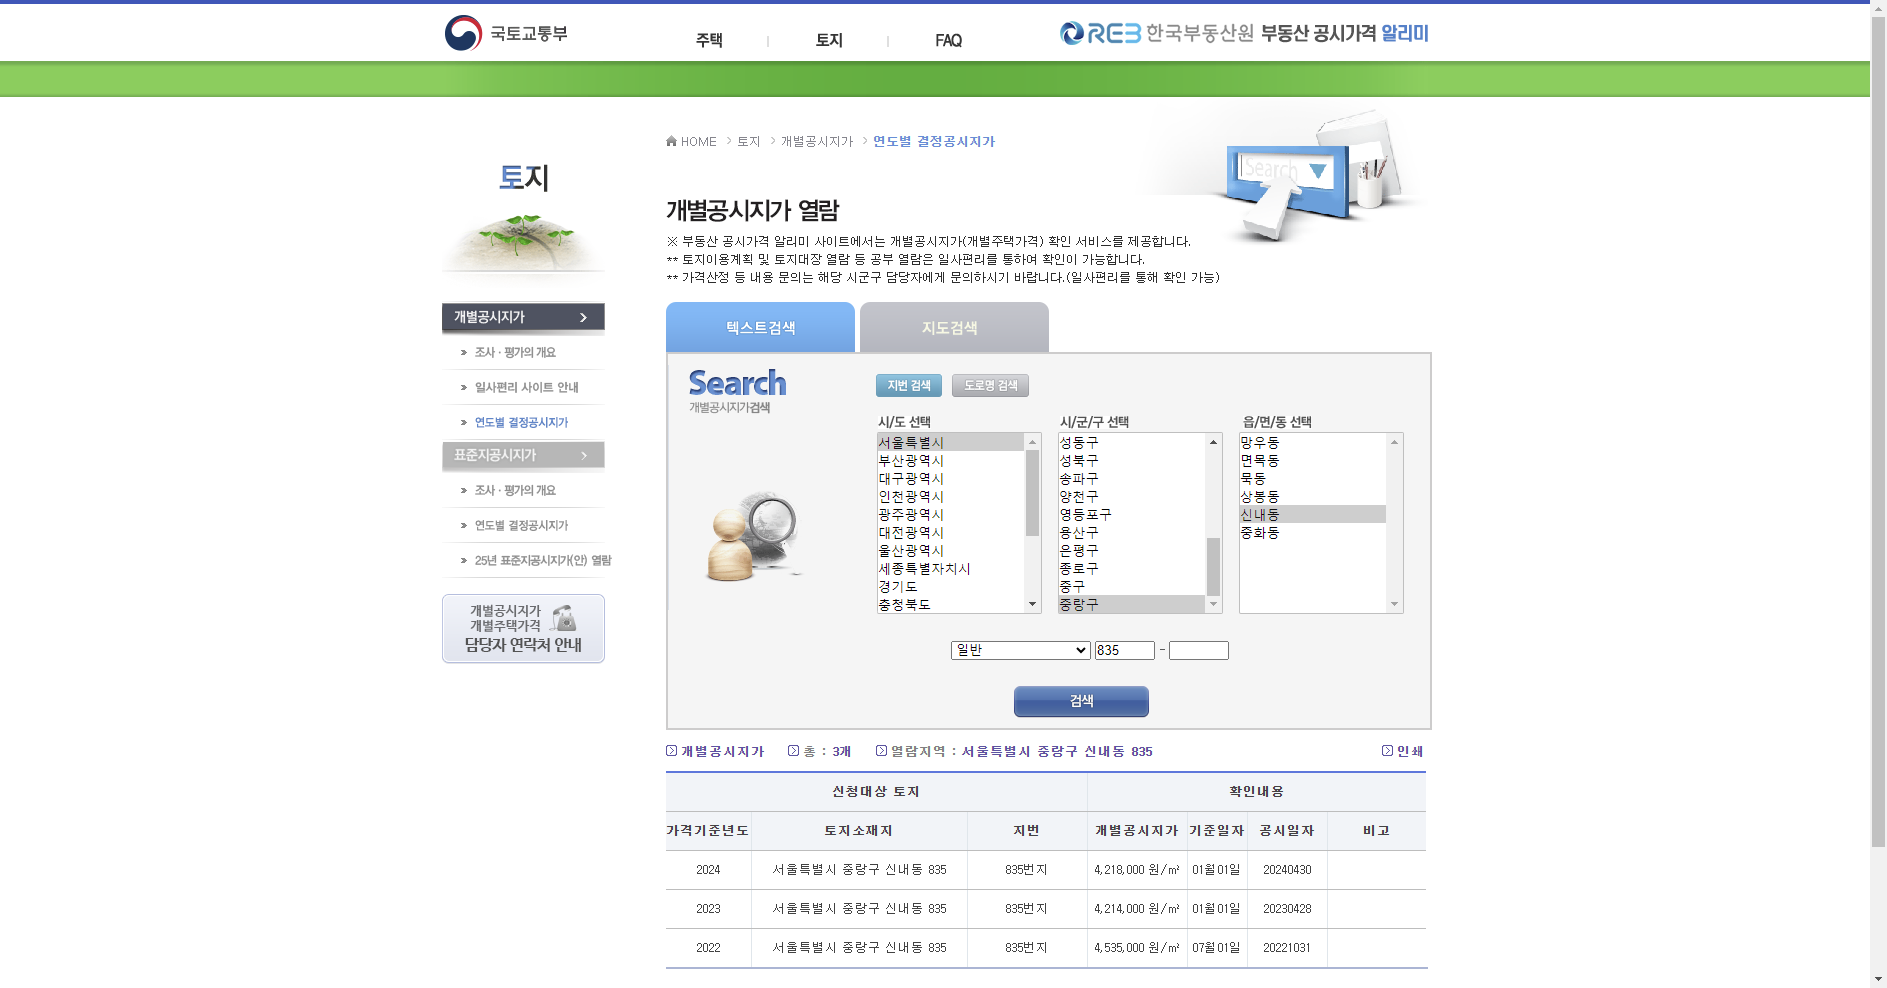 국토교통부
주택
토지
FAQ
REB 한국부동산원 부동산 공시가격 알리미
HOME > 토지 > 개별공시지가 > 연도별 결정공시지가
토지
Search
개별공시지가 열람
※ 부동산 공시가격 알리미 사이트에서는 개별공시지가(개별주택가격) 확인 서비스를 제공합니다.
** 토지이용계획 및 토지대장 열람 등 공부 열람은 일사편리를 통하여 확인이 가능합니다.
** 가격산정 등 내용 문의는 해당 시군구 담당자에게 문의하시기 바랍니다.(일사편리를 통해 확인 가능)
개별공시지가
조사 · 평가의 개요
일사편리 사이트 안내
연도별 결정공시지가
표준지공시지가
조사 · 평가의 개요
연도별 결정공시지가
25년 표준지공시지가(안) 열람
개별공시지가
개별주택가격
담당자 연락처 안내
텍스트검색
지도검색
Search
개별공시지가검색
지번 검색
도로명 검색
시/도 선택
서울특별시
부산광역시
대구광역시
인천광역시
광주광역시
대전광역시
울산광역시
세종특별자치시
경기도
충청북도
시/군/구 선택
성동구
성북구
송파구
양천구
영등포구
용산구
은평구
종로구
중구
중랑구
읍/면/동 선택
망우동
면목동
묵동
상봉동
신내동
중화동
일반 835 -
검색
개별공시지가 총 : 3개 열람지역 : 서울특별시 중랑구 신내동 835 인쇄
신청대상 토지 확인내용
가격기준년도 토지소재지 지번 개별공시지가 기준일자 공시일자 비고
2024 서울특별시 중랑구 신내동 835 835번지 4,218,000 원/㎡ 01월01일 20240430
2023 서울특별시 중랑구 신내동 835 835번지 4,214,000 원/㎡ 01월01일 20230428
2022 서울특별시 중랑구 신내동 835 835번지 4,535,000 원/㎡ 07월01일 20221031